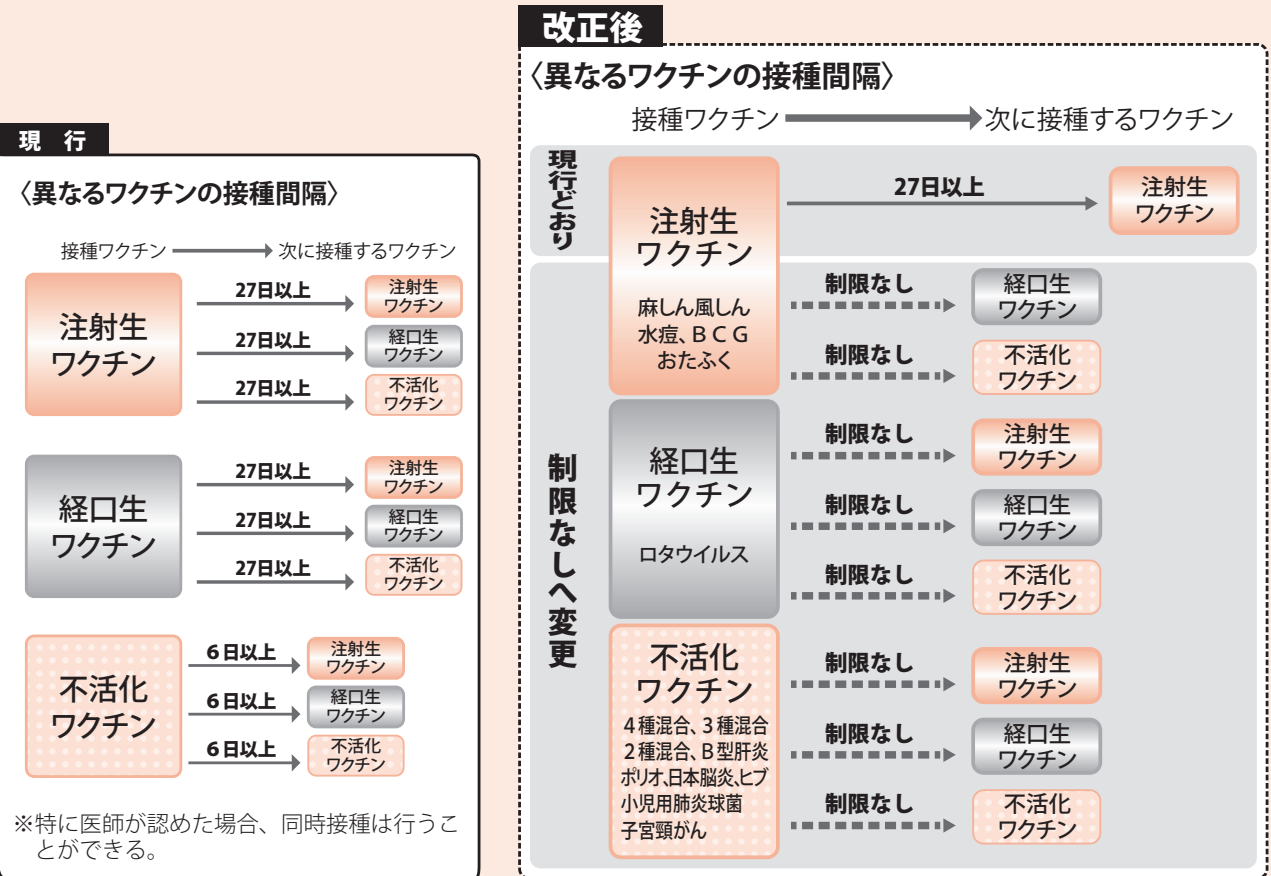 現 行
〈異なるワクチンの接種間隔〉
接種ワクチン
次に接種するワクチン
注射生
ワクチン
27日以上
注射生
ワクチン
27日以上
経口生
ワクチン
27日以上
不活化
ワクチン
経口生
ワクチン
27日以上
注射生
ワクチン
27日以上
経口生
ワクチン
27日以上
不活化
ワクチン
不活化
ワクチン
6日以上
注射生
ワクチン
6日以上
経口生
ワクチン
6日以上
不活化
ワクチン
※特に医師が認めた場合、同時接種は行うこ
とができる。
改正後
〈異なるワクチンの接種間隔〉
接種ワクチン
次に接種するワクチン
現行どおり
注射生
ワクチン
麻しん風しん
水痘、BCG
おたふく
27日以上
注射生
ワクチン
制限なしへ変更
制限なし
経口生
ワクチン
制限なし
不活化
ワクチン
経口生
ワクチン
ロタウイルス
制限なし
注射生
ワクチン
制限なし
経口生
ワクチン
制限なし
不活化
ワクチン
不活化
ワクチン
4種混合、3種混合
2種混合、B型肝炎
ポリオ、日本脳炎、ヒブ
小児用肺炎球菌
子宮頸がん
制限なし
注射生
ワクチン
制限なし
経口生
ワクチン
制限なし
不活化
ワクチン